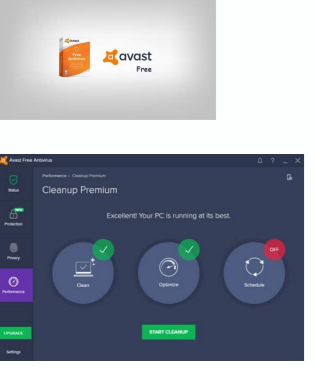 avast
Free
Antivirus
avast
Free
Avast Free Antivirus
Performance / Cleanup Premium
Status
Cleanup Premium
NEW
Protection
Excellent! Your PC is running at its best.
OFF
Privacy
Performance
Clean
Optimize
Schedule
UPGRADE
START CLEANUP
Settings